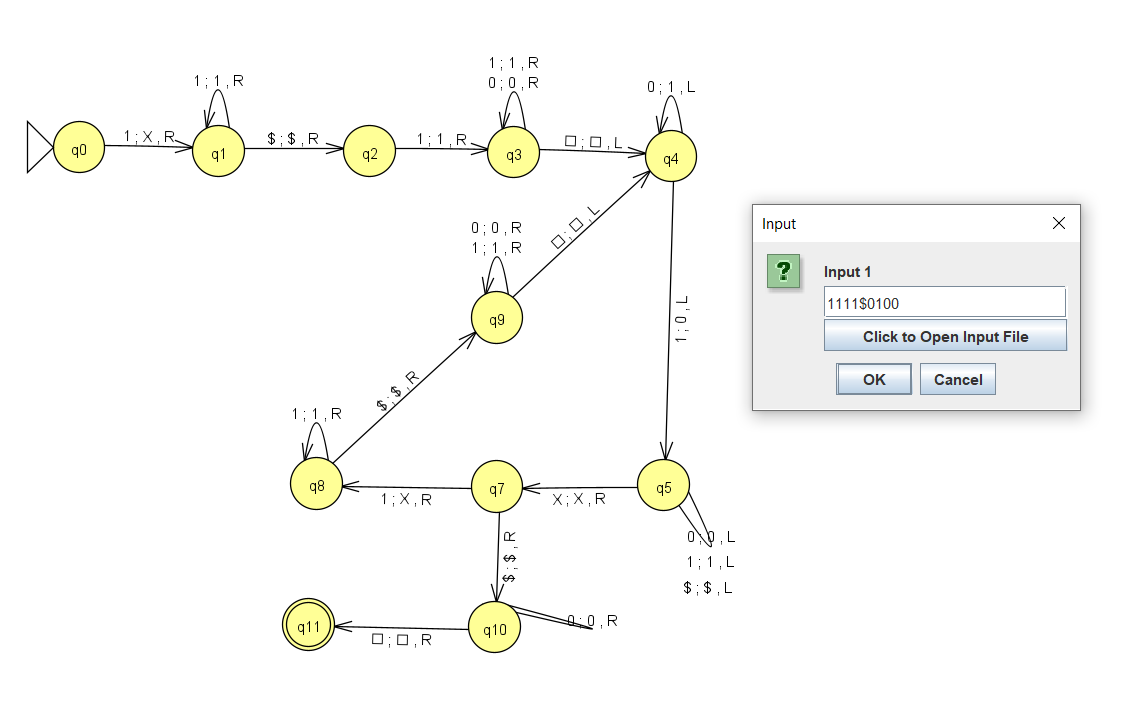 1 ; 1 , R
1 ; 1 , R
0 ; 0 , R
0 ; 1 , L
q0
1 ; X , R
q1
$ ; $ , R
q2
1 ; 1 , R
q3
□ ; □ , L
q4
0 ; 0 , R
1 ; 1 , R
□ ; □ , L
q9
1 ; 0 , L
$ ; $ , R
1 ; 1 , R
q8
1 ; X , R
q7
X ; X , R
q5
0 ; 0 , L
1 ; 1 , L
$ ; $ , L
$ ; $ , R
q11
□ ; □ , R
q10
0 ; 0 , R
Input
?
Input 1
1111$0100
Click to Open Input File
OK
Cancel